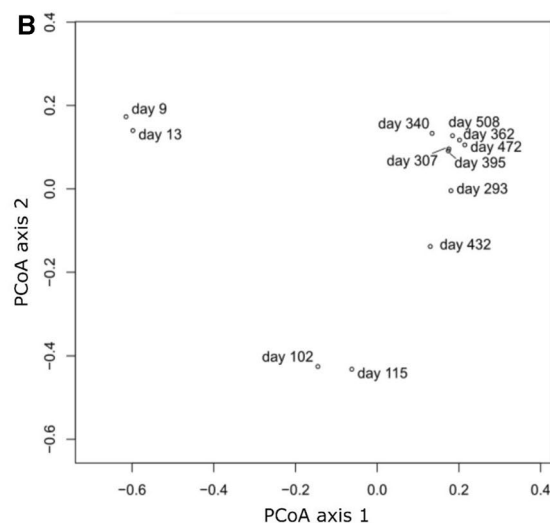 B
0.4
0.2
0.0
−0.2
−0.4
−0.6
PCoA axis 2
day 9
day 13
day 340
day 508
day 362
day 472
day 307
day 395
day 293
day 432
day 102
day 115
−0.6 −0.4 −0.2 0.0 0.2 0.4
PCoA axis 1